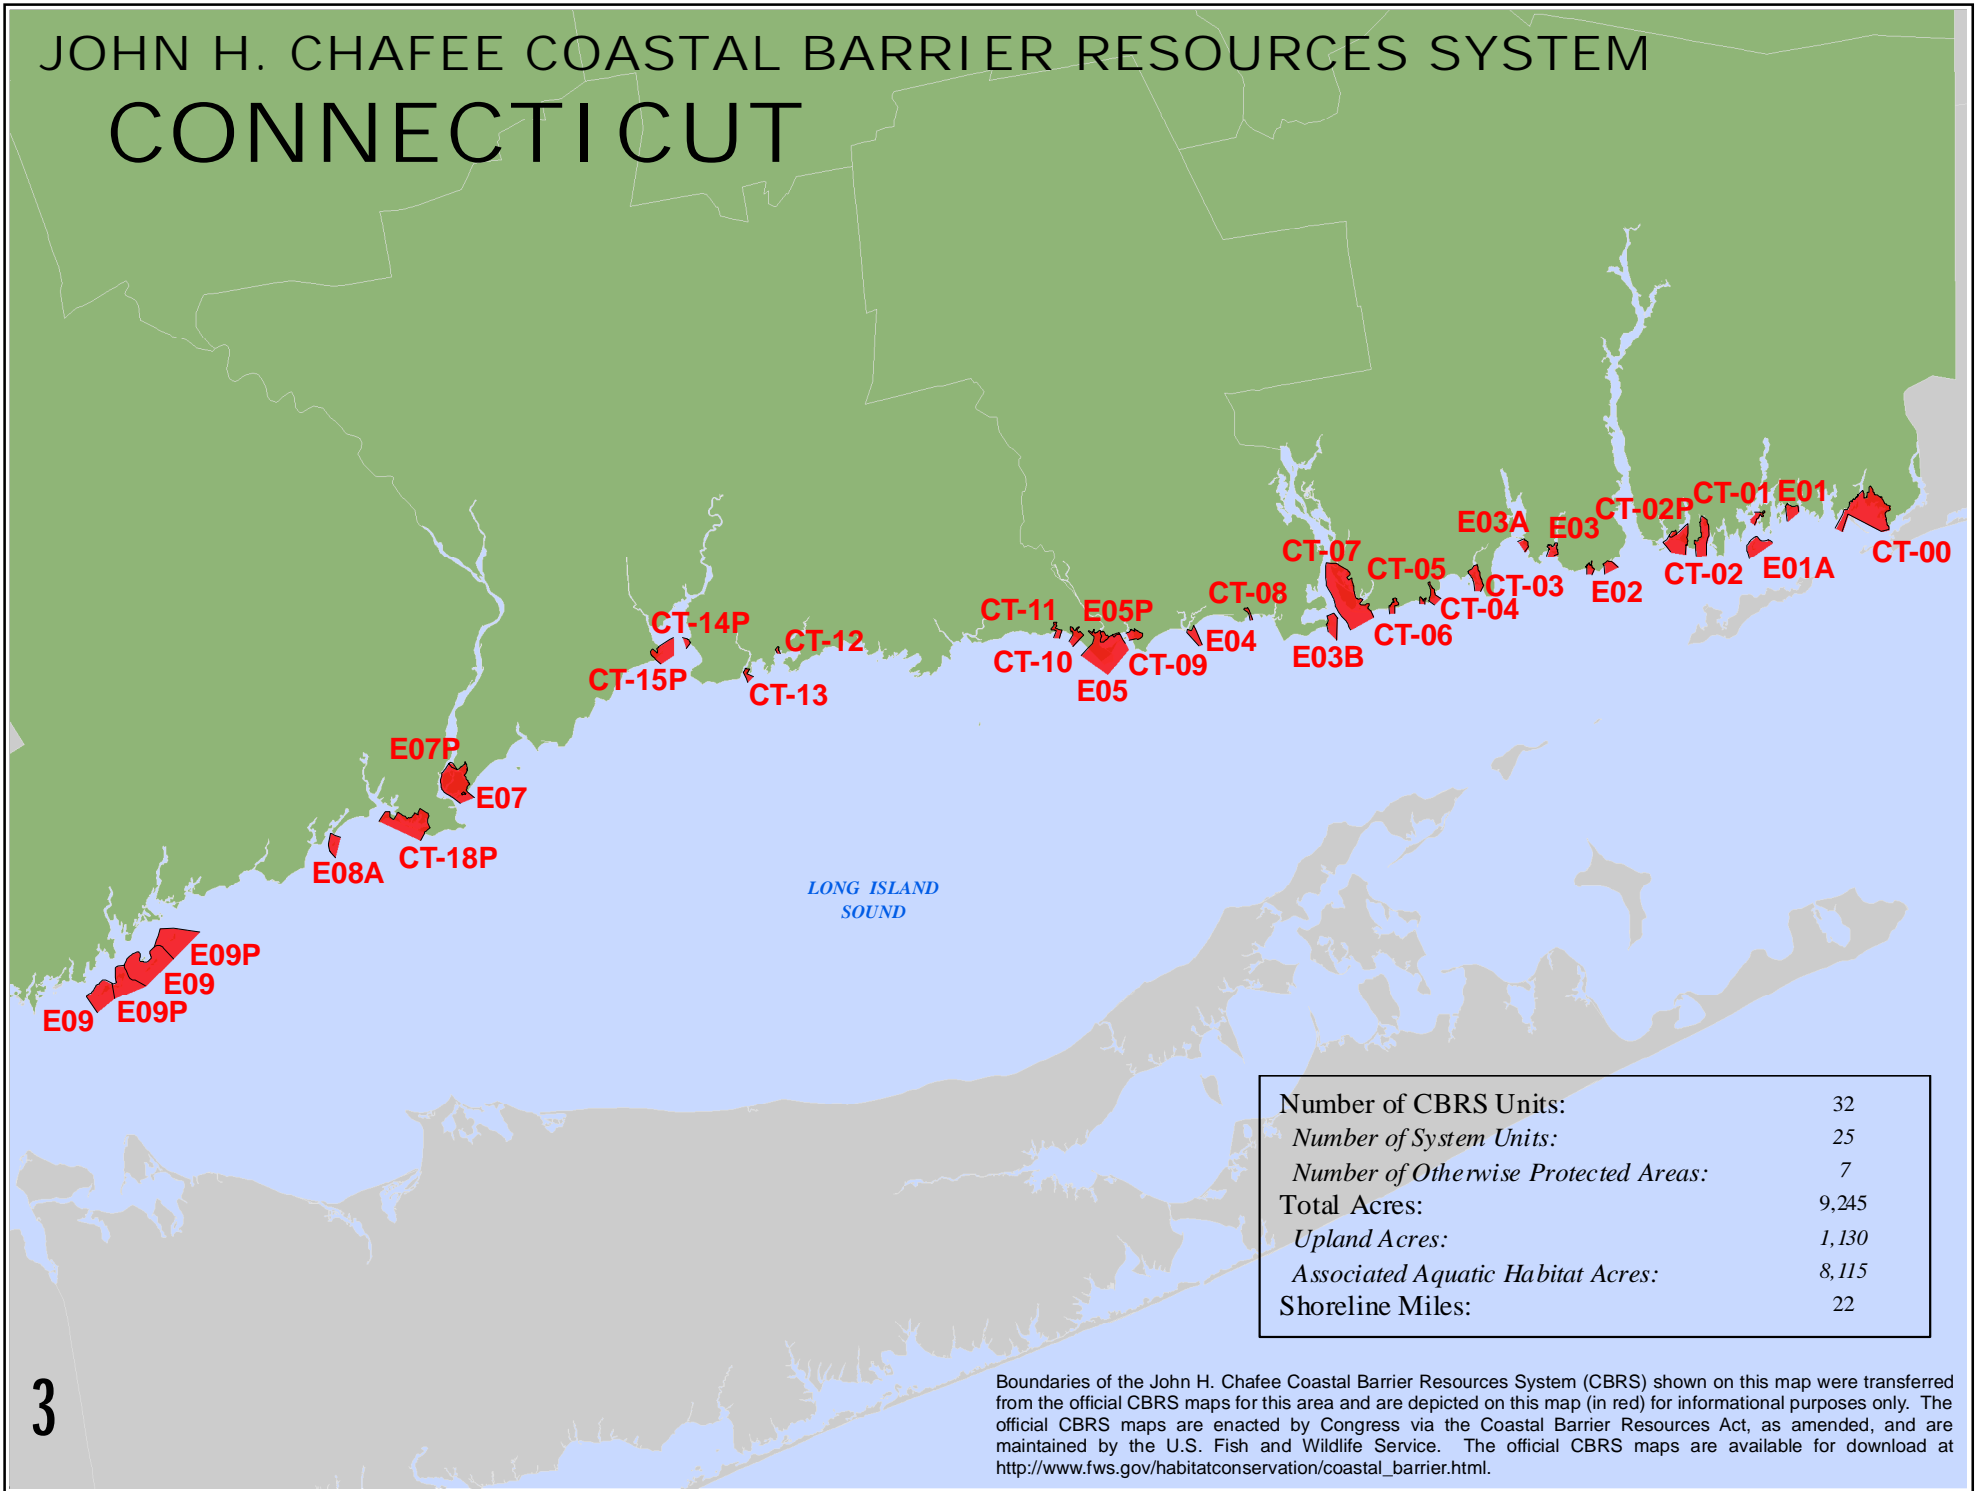 JOHN H. CHAFEE COASTAL BARRIER RESOURCES SYSTEM
CONNECTICUT
CT-02P
CT-01
E01
E03A
E03
CT-00
CT-07
CT-05
CT-02
E01A
CT-03
E02
CT-04
CT-08
CT-06
E03B
CT-11
E05P
E04
CT-10
CT-09
E05
CT-14P
CT-12
CT-15P
CT-13
E07P
E07
CT-18P
E08A
LONG ISLAND
SOUND
E09P
E09
E09P
E09
Number of CBRS Units: 32
Number of System Units: 25
Number of Otherwise Protected Areas: 7
Total Acres: 9,245
Upland Acres: 1,130
Associated Aquatic Habitat Acres: 8,115
Shoreline Miles: 22
Boundaries of the John H. Chafee Coastal Barrier Resources System (CBRS) shown on this map were transferred
from the official CBRS maps for this area and are depicted on this map (in red) for informational purposes only. The
official CBRS maps are enacted by Congress via the Coastal Barrier Resources Act, as amended, and are
maintained by the U.S. Fish and Wildlife Service. The official CBRS maps are available for download at
http://www.fws.gov/habitatconservation/coastal_barrier.html.
3